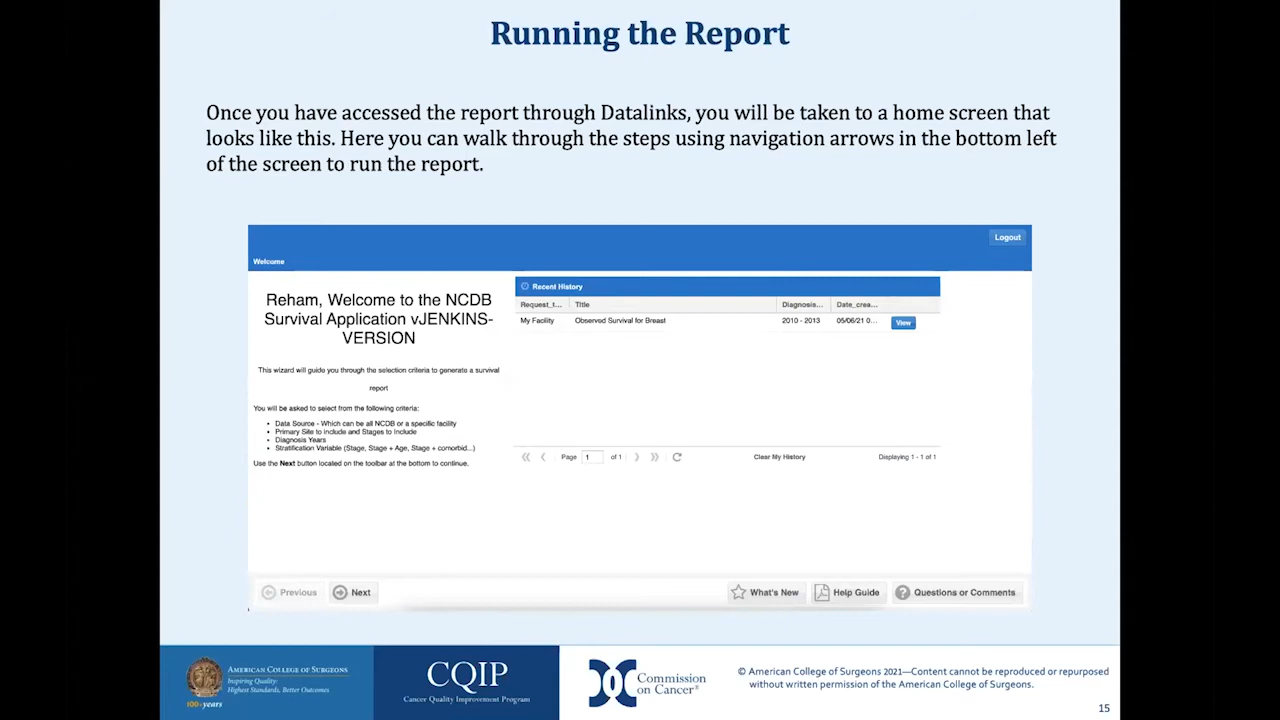 Running the Report
Once you have accessed the report through Datalinks, you will be taken to a home screen that
looks like this. Here you can walk through the steps using navigation arrows in the bottom left
of the screen to run the report.
Logout
Welcome
Reham, Welcome to the NCDB
Survival Application vJENKINS-
VERSION
This wizard will guide you through the selection criteria to generate a survival
report
You will be asked to select from the following criteria:
• Data Source - Which can be all NCDB or a specific facility
• Primary Site to include and Stages to Include
• Diagnosis Years
• Stratification Variable (Stage, Stage + Age, Stage + comorbid...)
Use the Next button located on the toolbar at the bottom to continue.
Recent History
Request_t... Title Diagnosis... Date_crea...
My Facility Observed Survival for Breast 2010 - 2013 05/06/21 0... View
Page 1 of 1 Clear My History Displaying 1 - 1 of 1
Previous Next What's New Help Guide Questions or Comments
AMERICAN COLLEGE OF SURGEONS
Inspiring Quality:
Highest Standards, Better Outcomes
100+years
CQIP
Cancer Quality Improvement Program
Commission
on Cancer®
© American College of Surgeons 2021—Content cannot be reproduced or repurposed
without written permission of the American College of Surgeons.
15